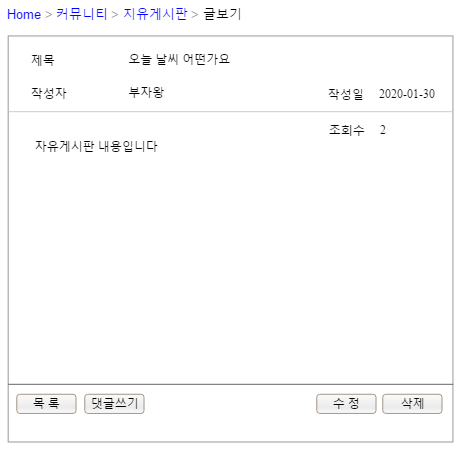 Home > 커뮤니티 > 자유게시판 > 글보기
제목 오늘 날씨 어떤가요
작성자 부자왕 작성일 2020-01-30
조회수 2
자유게시판 내용입니다
목 록 댓글쓰기 수 정 삭제